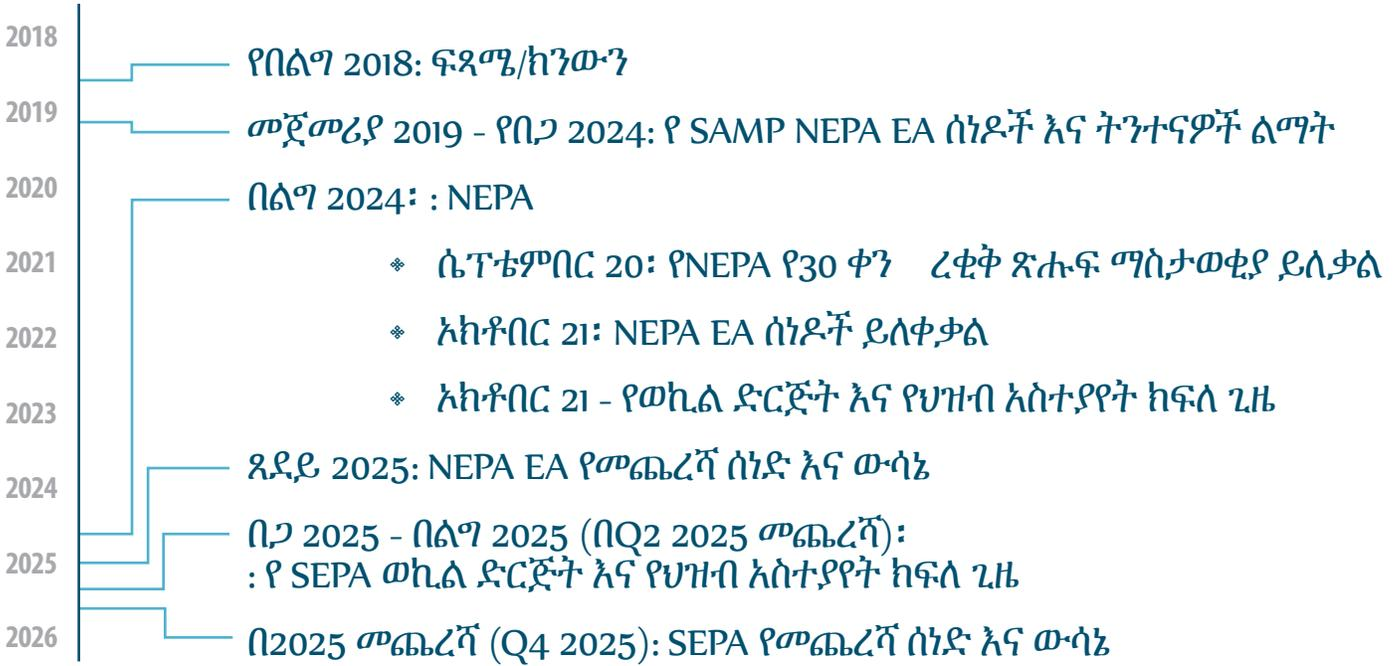 2018
የበልግ 2018: ፍጻሜ/ክንውን
2019
መጀመሪያ 2019 - የበጋ 2024: የ SAMP NEPA EA ሰነዶች እና ትንተናዎች ልማት
2020
በልግ 2024፡ : NEPA
2021
ሴፕቴምበር 20፡ የNEPA የ30 ቀን ረቂቅ ጽሑፍ ማስታወቂያ ይለቃል
2022
ኦክቶበር 21፡ NEPA EA ሰነዶች ይለቀቃል
2023
ኦክቶበር 21 - የወኪል ድርጅት እና የህዝብ አስተያየት ክፍለ ጊዜ
2024
ጸደይ 2025: NEPA EA የመጨረሻ ሰነድ እና ውሳኔ
2025
በጋ 2025 - በልግ 2025 (በQ2 2025 መጨረሻ)፡
: የ SEPA ወኪል ድርጅት እና የህዝብ አስተያየት ክፍለ ጊዜ
2026
በ2025 መጨረሻ (Q4 2025): SEPA የመጨረሻ ሰነድ እና ውሳኔ